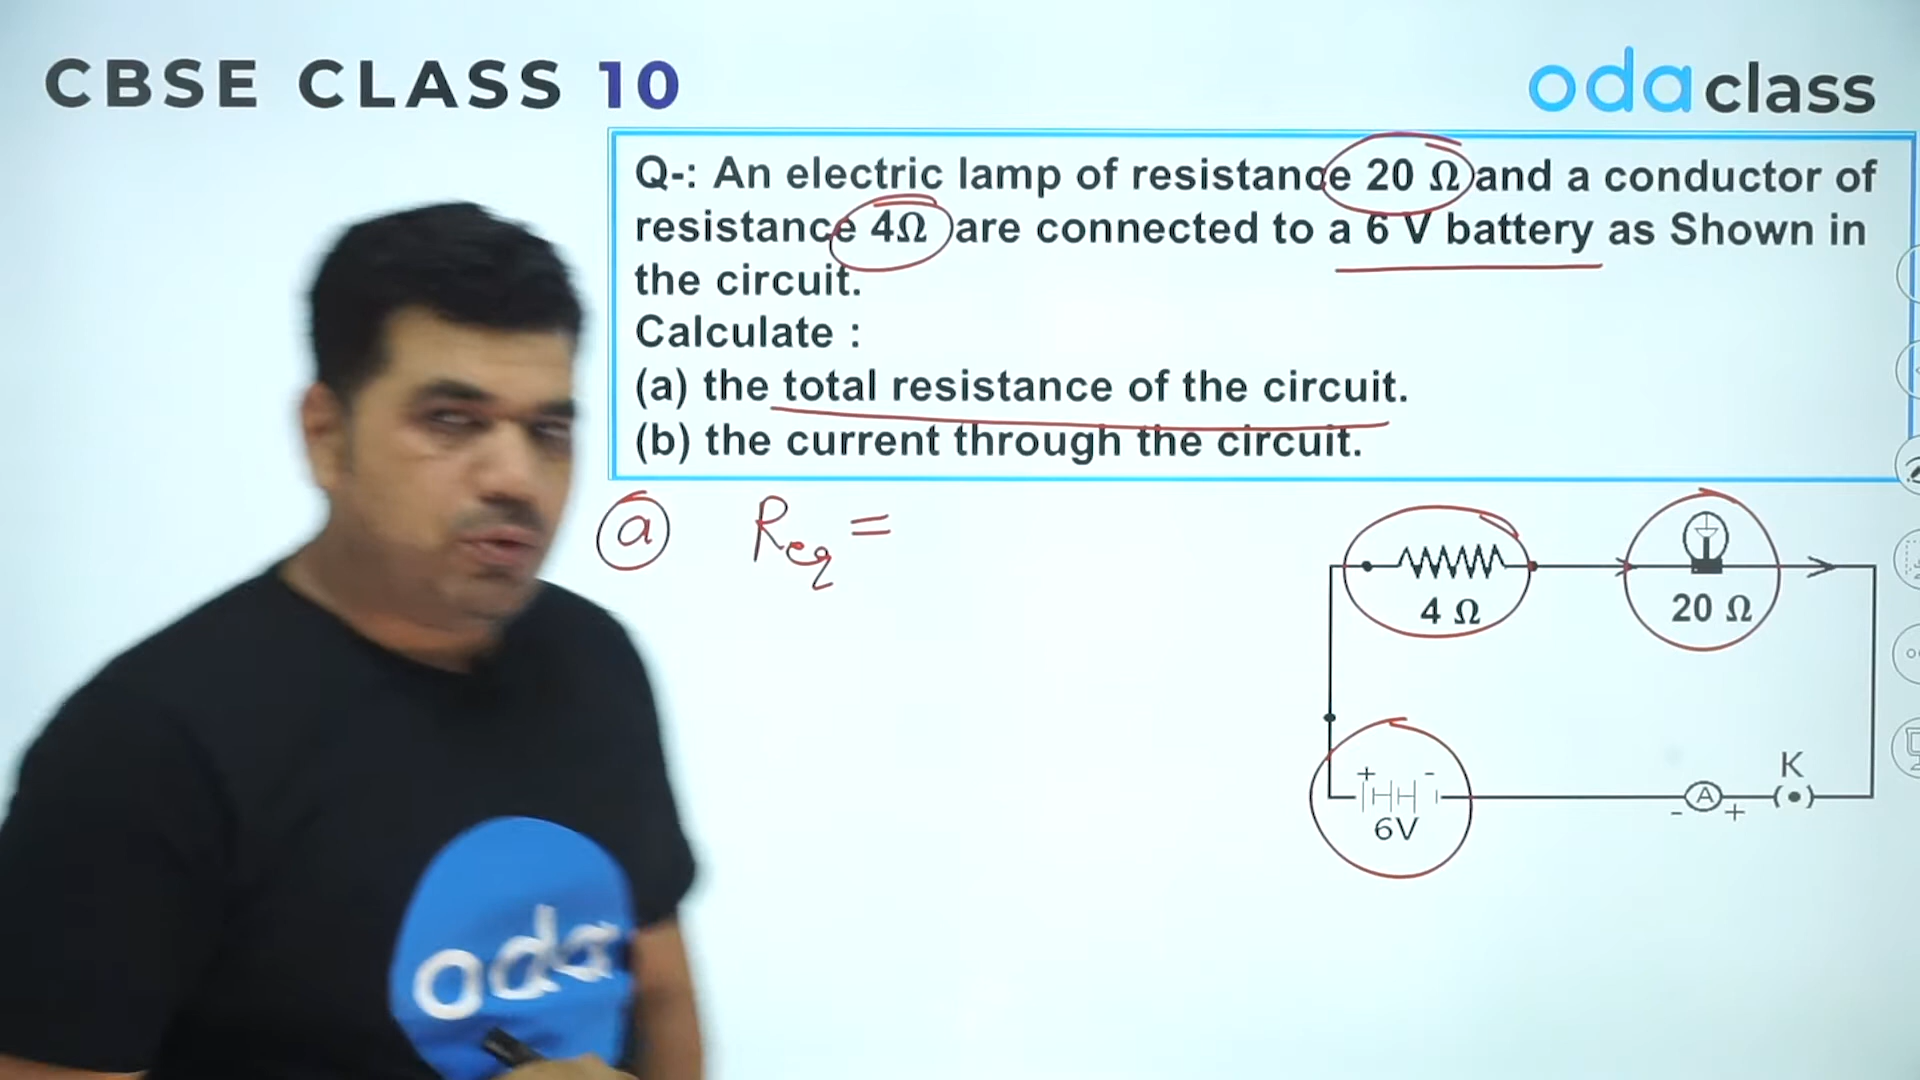 CBSE CLASS 10
odaclass
Q-: An electric lamp of resistance 20 Ω and a conductor of
resistance 4Ω are connected to a 6 V battery as Shown in
the circuit.
Calculate :
(a) the total resistance of the circuit.
(b) the current through the circuit.
a Req =
4 Ω
20 Ω
K
+ -
A
- +
6V
oda